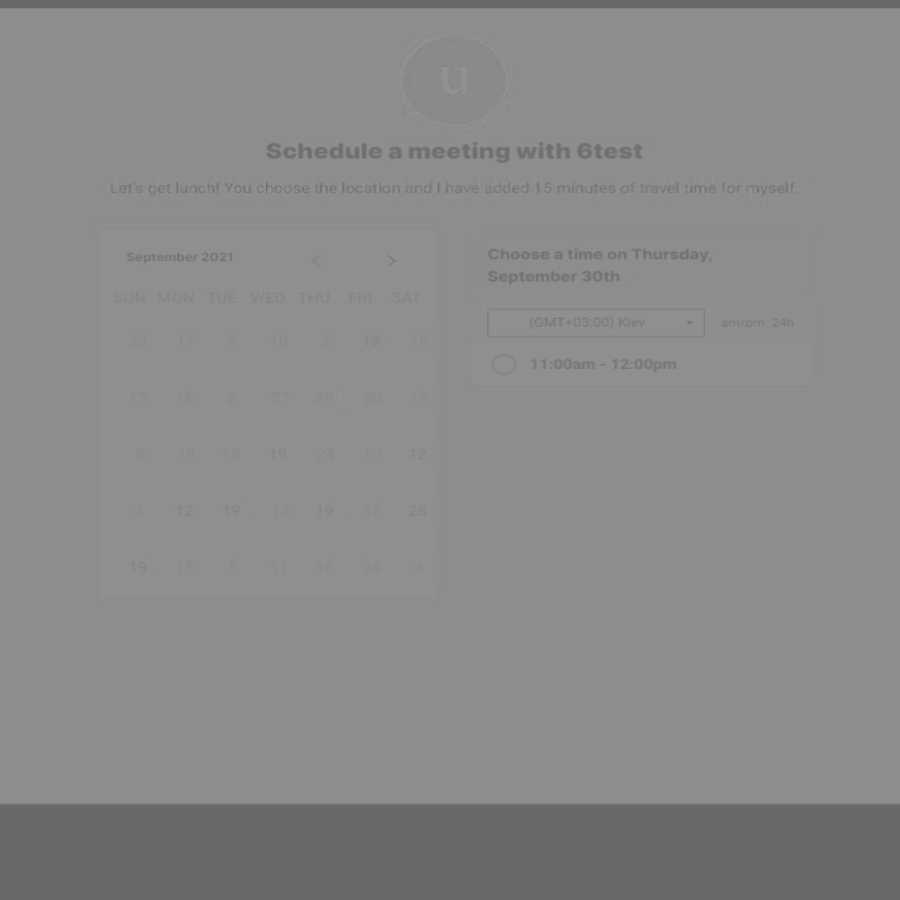 u
Schedule a meeting with 6test
Let's get lunch! You choose the location and I have added 15 minutes of travel time for myself.
September 2021 < >
SUN MON TUE WED THU FRI SAT
23 17 9 10 8 19 18
15 16 2 27 22 20 18
6 18 15 19 24 10 12
4 12 19 13 19 18 28
19 15 6 11 16 24 4
Choose a time on Thursday,
September 30th
(GMT+03:00) Kiev am/pm 24h
11:00am - 12:00pm